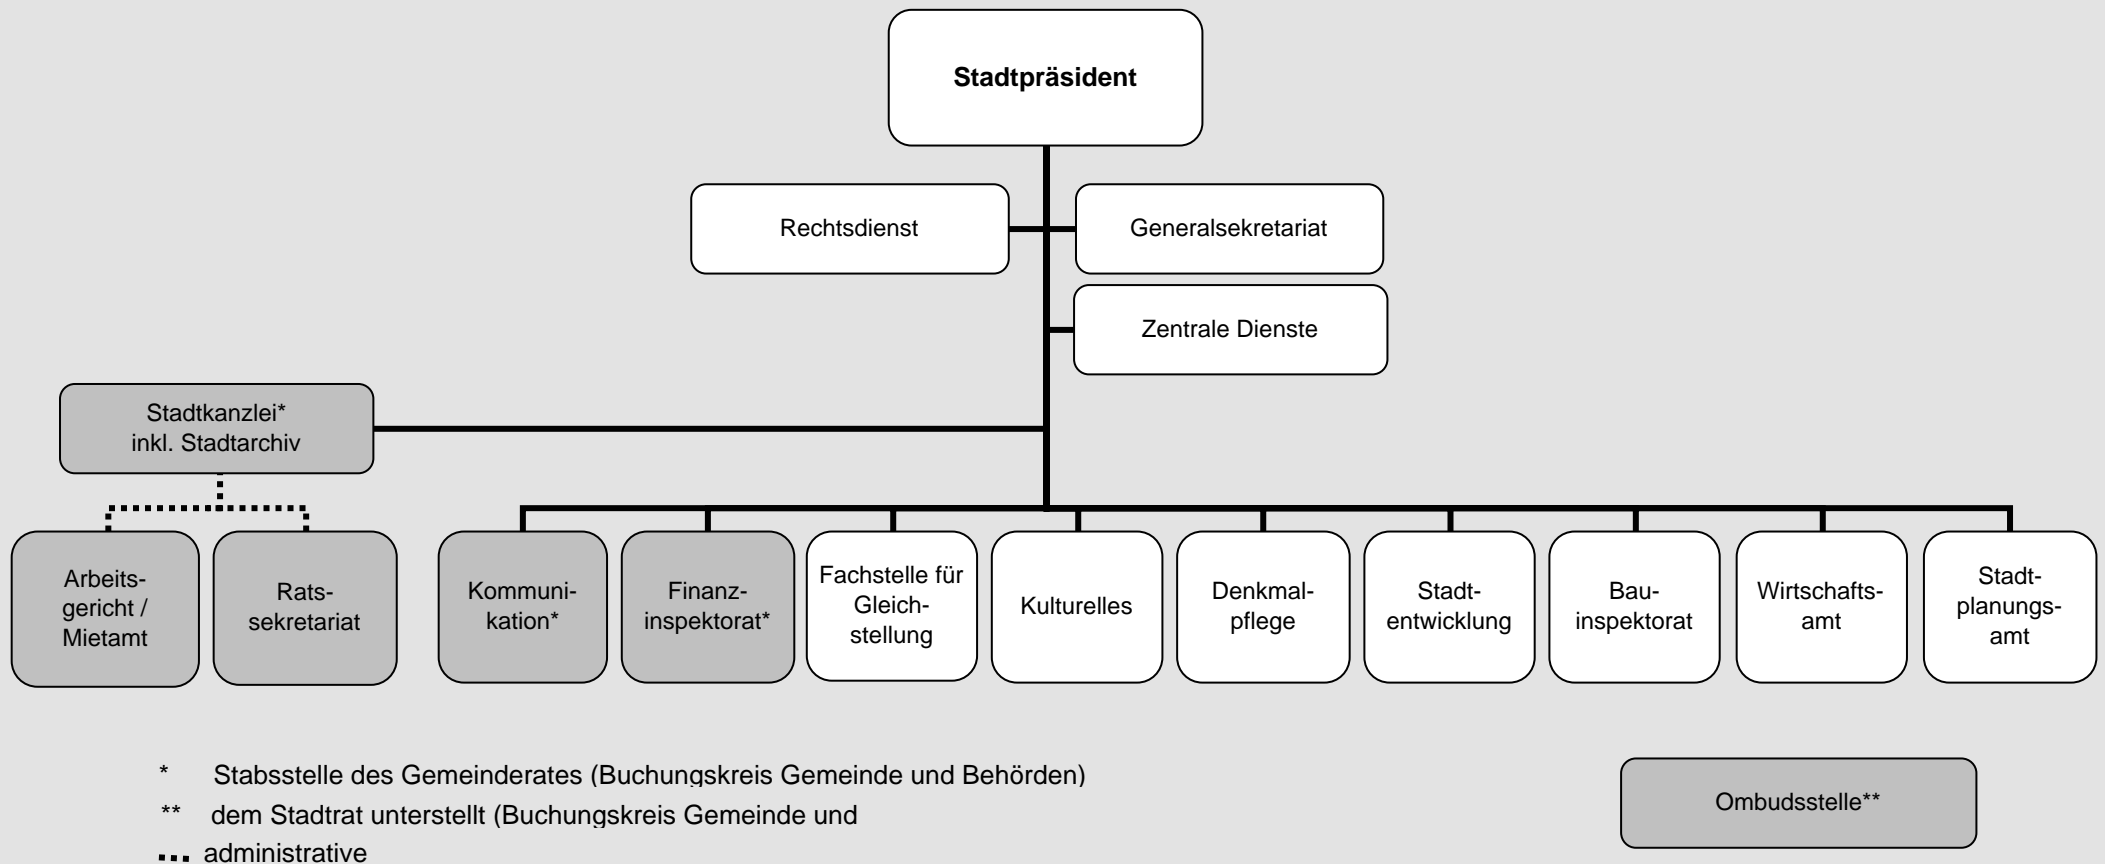 Stadtpräsident
Rechtsdienst
Generalsekretariat
Zentrale Dienste
Stadtkanzlei*
inkl. Stadtarchiv
Arbeits-
gericht /
Mietamt
Rats-
sekretariat
Kommuni-
kation*
Finanz-
inspektorat*
Fachstelle für
Gleich-
stellung
Kulturelles
Denkmal-
pflege
Stadt-
entwicklung
Bau-
inspektorat
Wirtschafts-
amt
Stadt-
planungs-
amt
* Stabsstelle des Gemeinderates (Buchungskreis Gemeinde und Behörden)
** dem Stadtrat unterstellt (Buchungskreis Gemeinde und
administrative
Ombudsstelle**